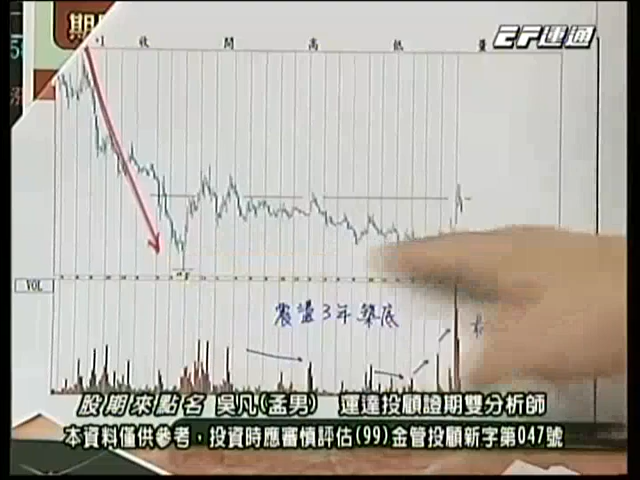 期
EF運通
收 開 高 低 量
VOL
震盪3年築底
股期來點名 吳凡(孟男) 運達投顧證期雙分析師
本資料僅供參考，投資時應審慎評估(99)金管投顧新字第047號